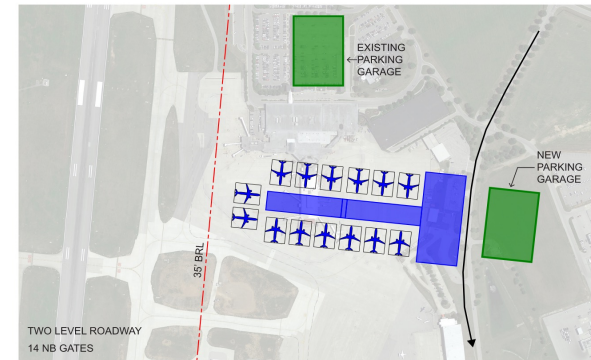 EXISTING
PARKING
GARAGE
NEW
PARKING
GARAGE
35' BRL
TWO LEVEL ROADWAY
14 NB GATES